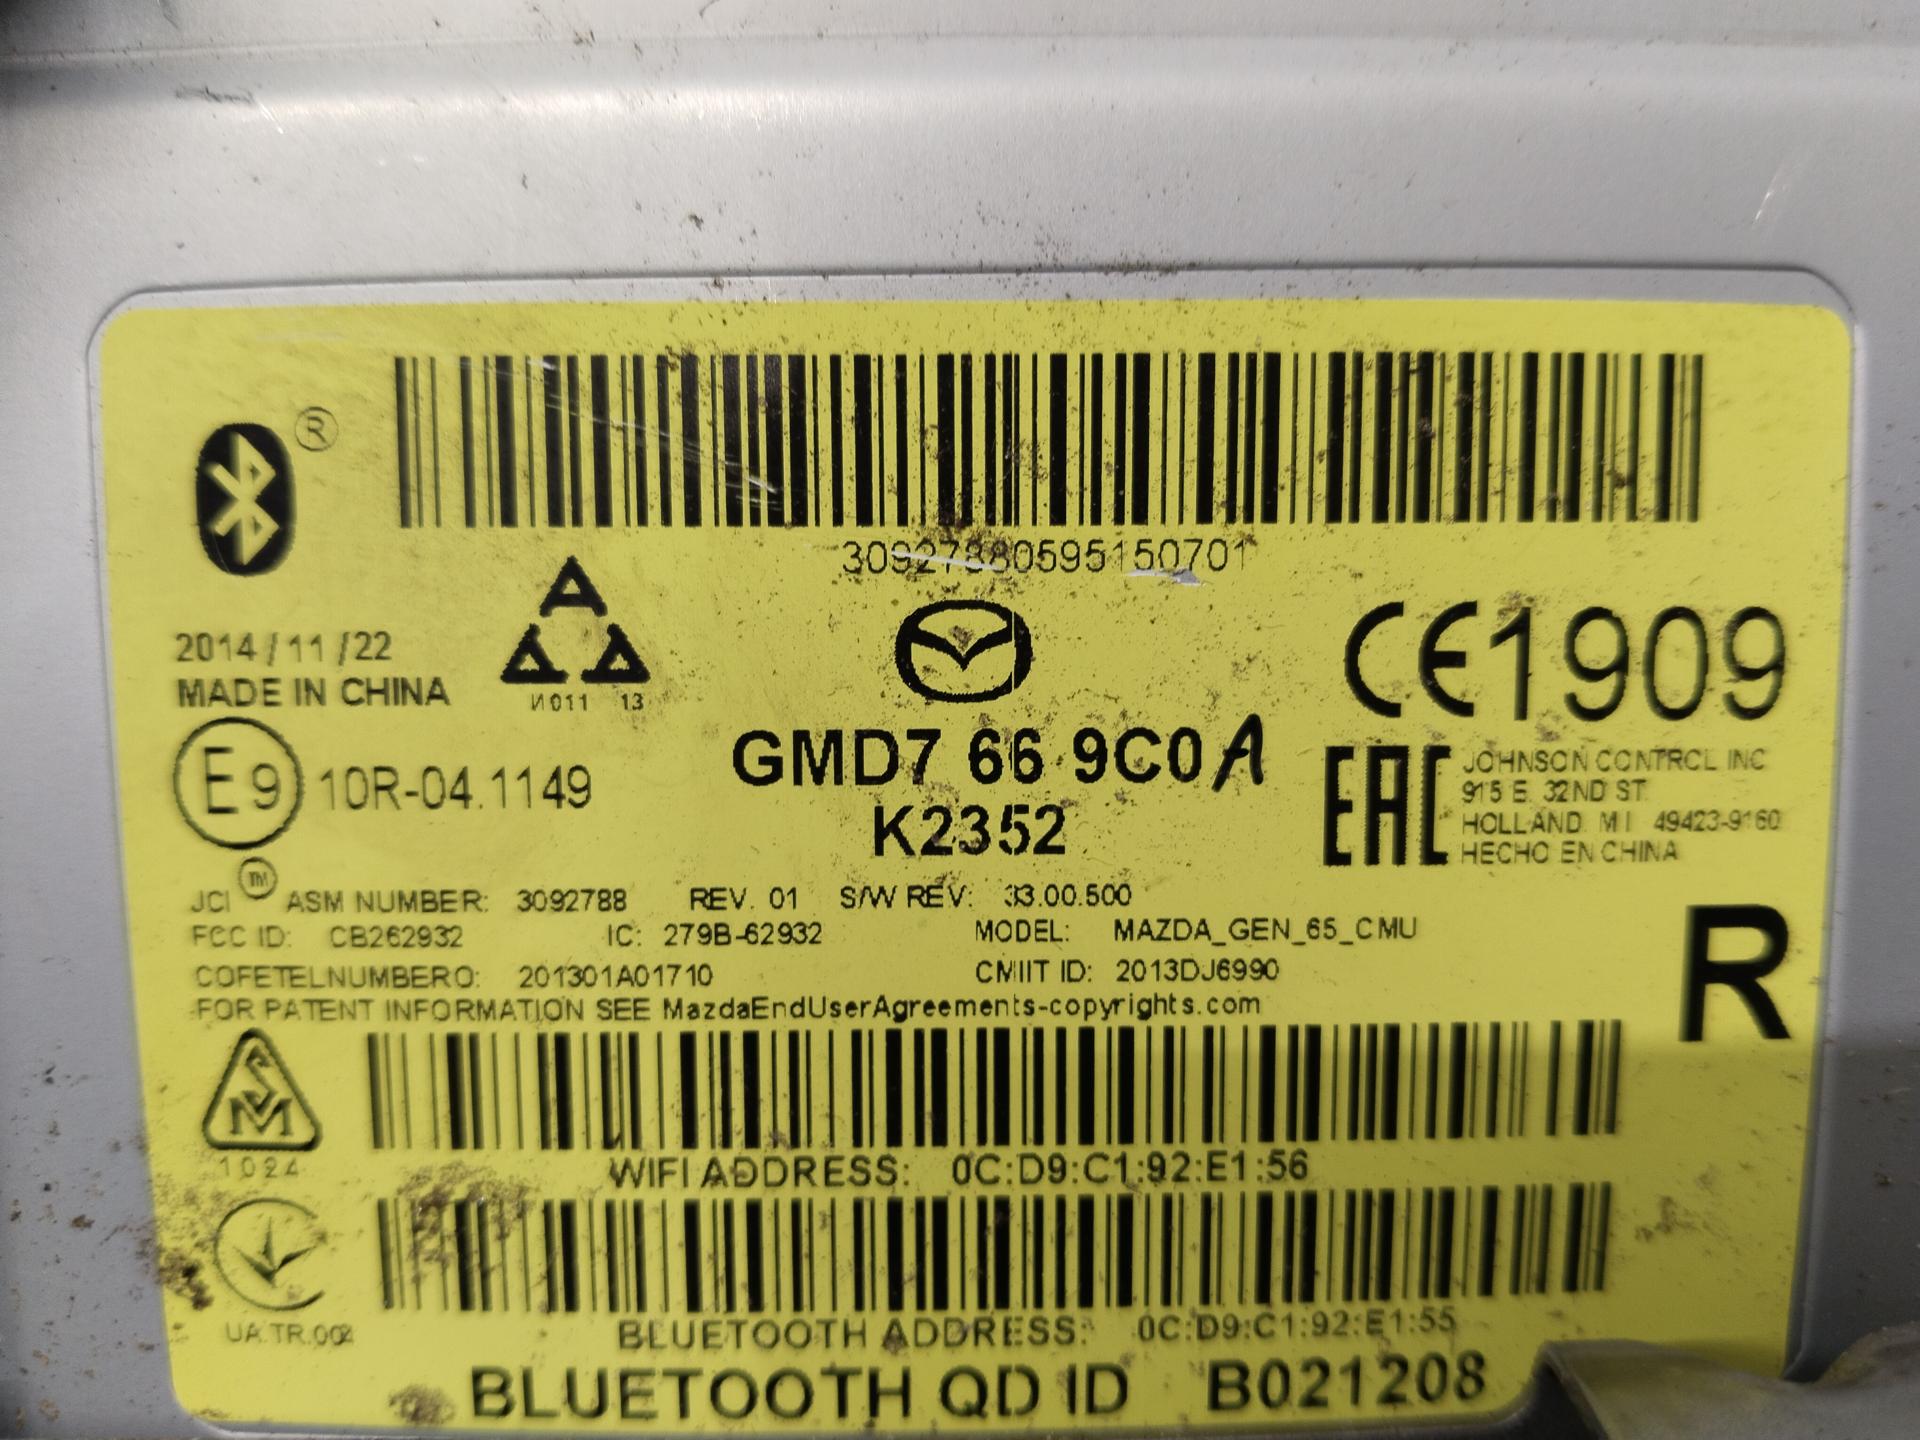 ®
30927880595150701
2014/11/22
MADE IN CHINA
И011 13
CE1909
GMD7 66 9C0A
K2352
E9 10R-04.1149
EAC
JOHNSON CONTROL INC
915 E. 32ND ST.
HOLLAND MI 49423-9160
HECHO EN CHINA
JCI™ ASM NUMBER: 3092788 REV. 01 S/W REV: 33.00.500
FCC ID: CB262932 IC: 279B-62932 MODEL: MAZDA_GEN_65_CMU
COFETELNUMBERO: 201301A01710 CMIIT ID: 2013DJ6990
FOR PATENT INFORMATION SEE MazdaEndUserAgreements-copyrights.com
R
1024
WIFI ADDRESS: 0C:D9:C1:92:E1:56
UA.TR.002
BLUETOOTH ADDRESS: 0C:D9:C1:92:E1:55
BLUETOOTH QD ID B021208